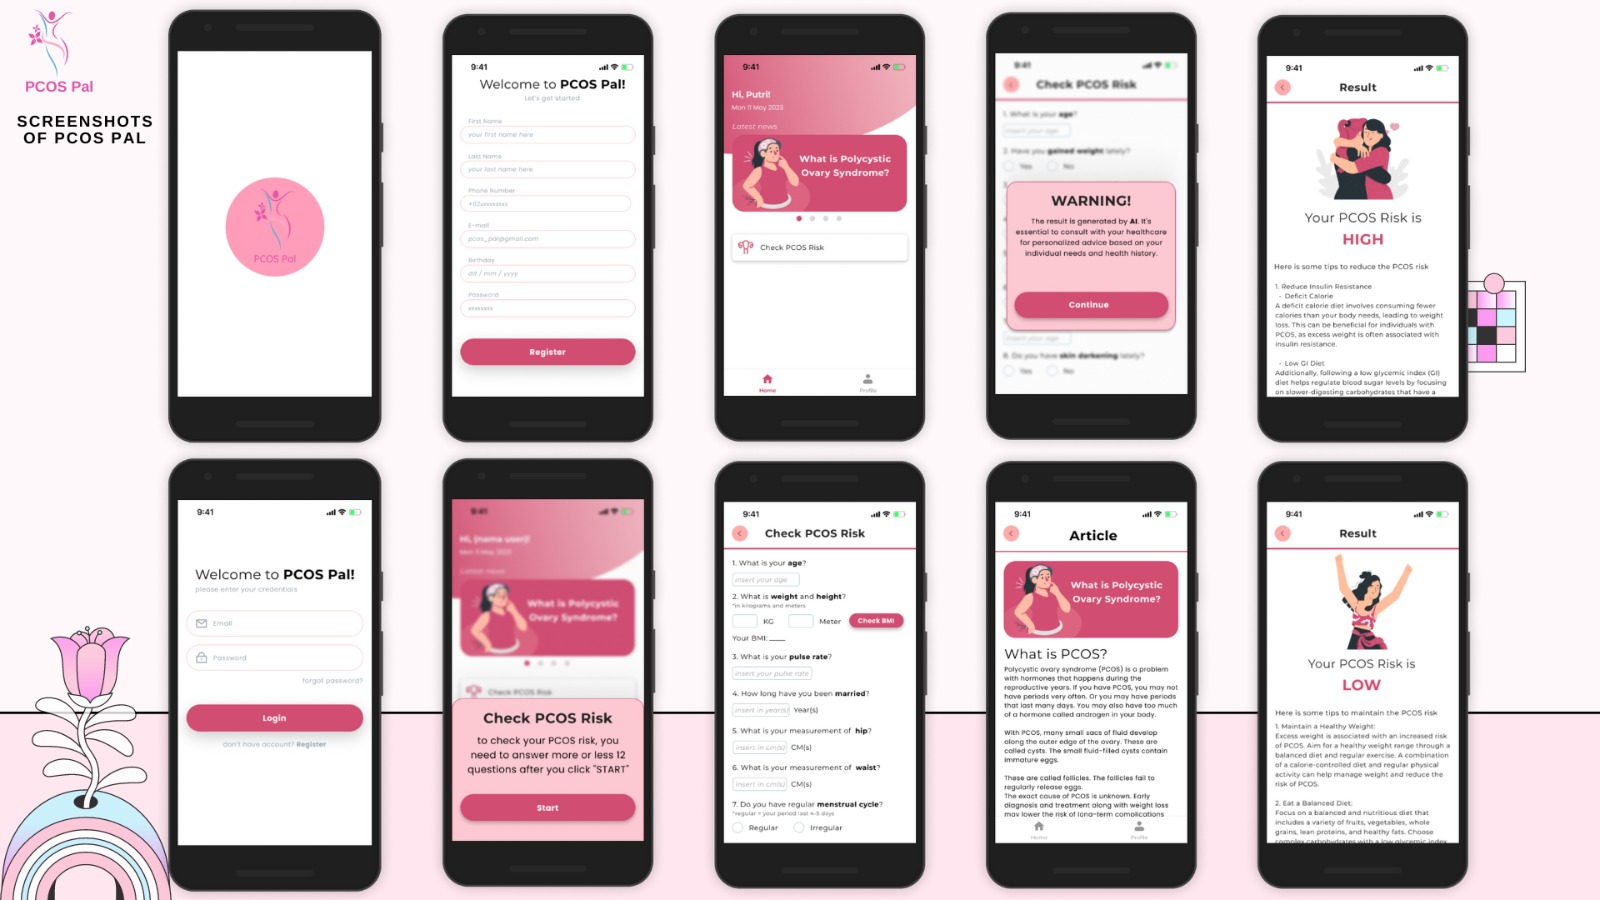 PCOS Pal
SCREENSHOTS
OF PCOS PAL
PCOS Pal
9:41
Welcome to PCOS Pal!
Let's get started
First Name
your first name here
Last Name
your last name here
Phone Number
E-mail
pcos_pal@gmail.com
Birthday
dd / mm / yyyy
Password
xxxxxxxx
Register
9:41
Hi, Putri!
Mon 11 May 2023
Latest news
What is Polycystic
Ovary Syndrome?
Check PCOS Risk
Home
Profile
9:41
Check PCOS Risk
1. What is your age?
insert your age
2. Have you gained weight lately?
Yes
No
WARNING!
The result is generated by AI. It's
essential to consult with your healthcare
for personalized advice based on your
individual needs and health history.
Continue
insert your age
8. Do you have skin darkening lately?
Yes
No
9:41
Result
Your PCOS Risk is
HIGH
Here is some tips to reduce the PCOS risk
1. Reduce Insulin Resistance
- Deficit Calorie
A deficit calorie diet involves consuming fewer
calories than your body needs, leading to weight
loss. This can be beneficial for individuals with
PCOS, as excess weight is often associated with
insulin resistance.
- Low GI Diet
Additionally, following a low glycemic index (GI)
diet helps regulate blood sugar levels by focusing
on slower-digesting carbohydrates that have a
9:41
Welcome to PCOS Pal!
please enter your credentials
Email
Password
forgot password?
Login
don't have account? Register
9:41
Hi, (nama user)!
Mon 11 May 2023
Latest news
What is Polycystic
Ovary Syndrome?
Check PCOS Risk
Check PCOS Risk
to check your PCOS risk, you
need to answer more or less 12
questions after you click "START"
Start
9:41
Check PCOS Risk
1. What is your age?
insert your age
2. What is weight and height?
*in kilograms and meters
KG
Meter
Check BMI
Your BMI: ____
3. What is your pulse rate?
insert your pulse rate
4. How long have you been married?
insert in year(s) Year(s)
5. What is your measurement of hip?
insert in cm(s) CM(s)
6. What is your measurement of waist?
insert in cm(s) CM(s)
7. Do you have regular menstrual cycle?
*regular = your period last 4-5 days
Regular
Irregular
9:41
Article
What is Polycystic
Ovary Syndrome?
What is PCOS?
Polycystic ovary syndrome (PCOS) is a problem
with hormones that happens during the
reproductive years. If you have PCOS, you may not
have periods very often. Or you may have periods
that last many days. You may also have too much
of a hormone called androgen in your body.
With PCOS, many small sacs of fluid develop
along the outer edge of the ovary. These are
called cysts. The small fluid-filled cysts contain
immature eggs.
These are called follicles. The follicles fail to
regularly release eggs.
The exact cause of PCOS is unknown. Early
diagnosis and treatment along with weight loss
may lower the risk of long-term complications
Home
Profile
9:41
Result
Your PCOS Risk is
LOW
Here is some tips to maintain the PCOS risk
1. Maintain a Healthy Weight:
Excess weight is associated with an increased risk
of PCOS. Aim for a healthy weight range through a
balanced diet and regular exercise. A combination
of a calorie-controlled diet and regular physical
activity can help manage weight and reduce the
risk of PCOS.
2. Eat a Balanced Diet:
Focus on a balanced and nutritious diet that
includes a variety of fruits, vegetables, whole
grains, lean proteins, and healthy fats. Choose
complex carbohydrates with a low glycemic index